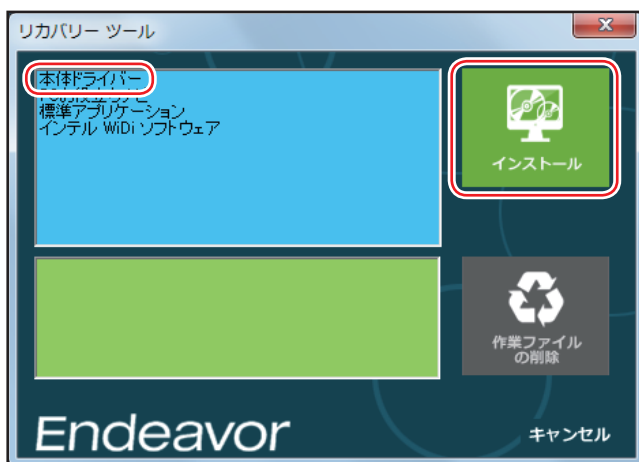 リカバリー ツール
本体ドライバー
標準アプリケーション
インテル WiDi ソフトウェア
インストール
作業ファイル
の削除
Endeavor
キャンセル